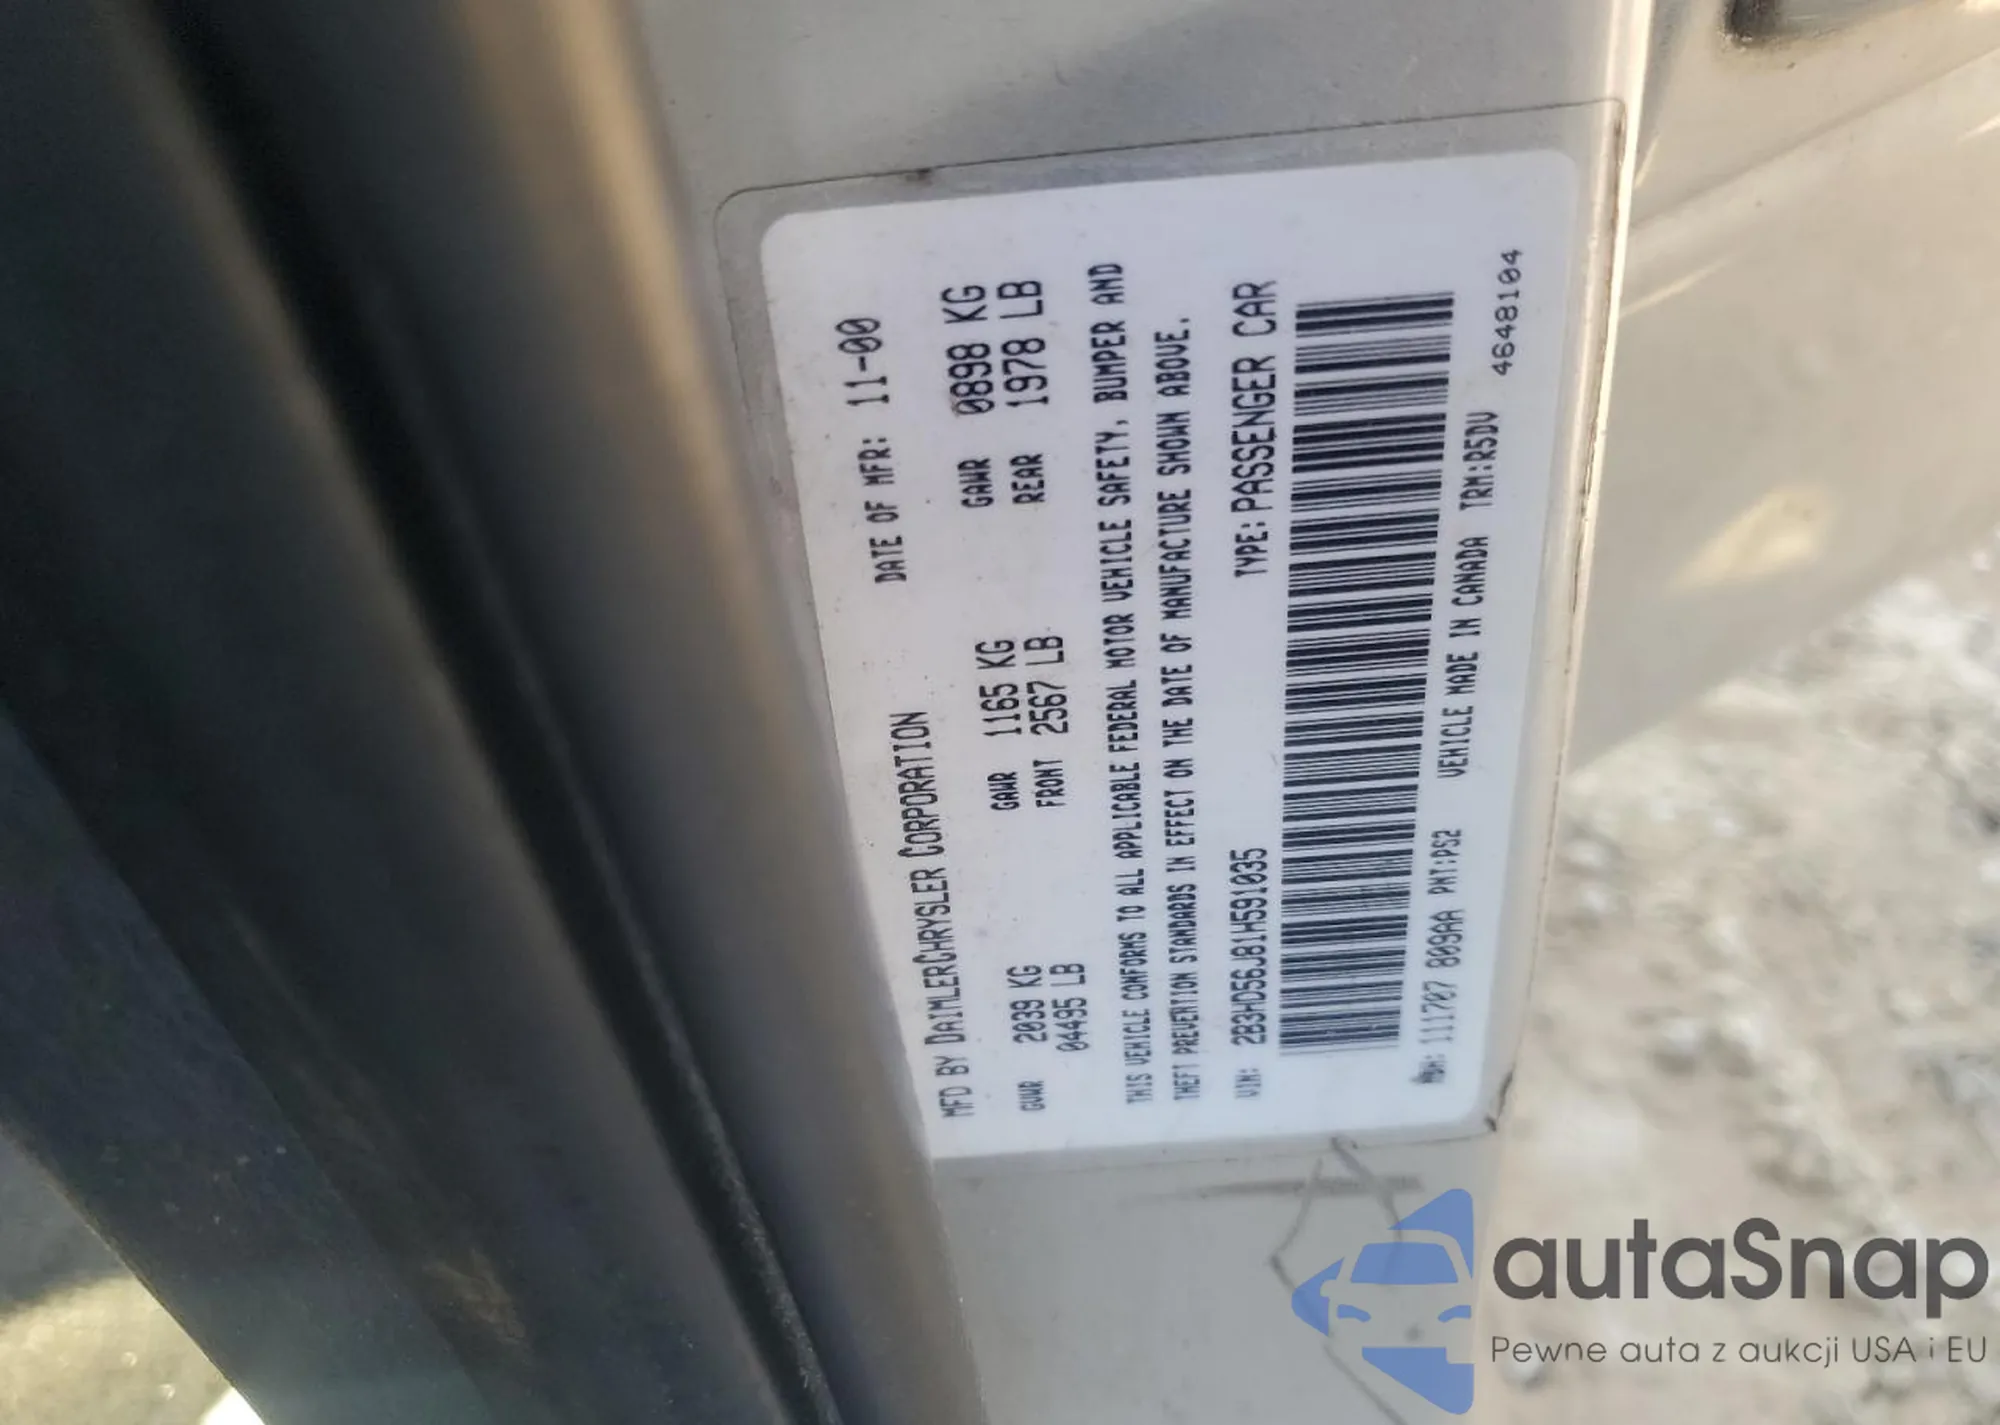 MFD BY DAIMLERCHRYSLER CORPORATION DATE OF MFR: 11-00
GVWR 2039 KG GAWR 1165 KG GAWR 0898 KG
04495 LB FRONT 2567 LB REAR 1978 LB
THIS VEHICLE CONFORMS TO ALL APPLICABLE FEDERAL MOTOR VEHICLE SAFETY, BUMPER AND
THEFT PREVENTION STANDARDS IN EFFECT ON THE DATE OF MANUFACTURE SHOWN ABOVE.
VIN: 2B3HD56J81H591035 TYPE: PASSENGER CAR
MDH: 111707 809AA PNT:PS2 VEHICLE MADE IN CANADA TRM:R5DV
4648104
autaSnap
Pewne auta z aukcji USA i EU